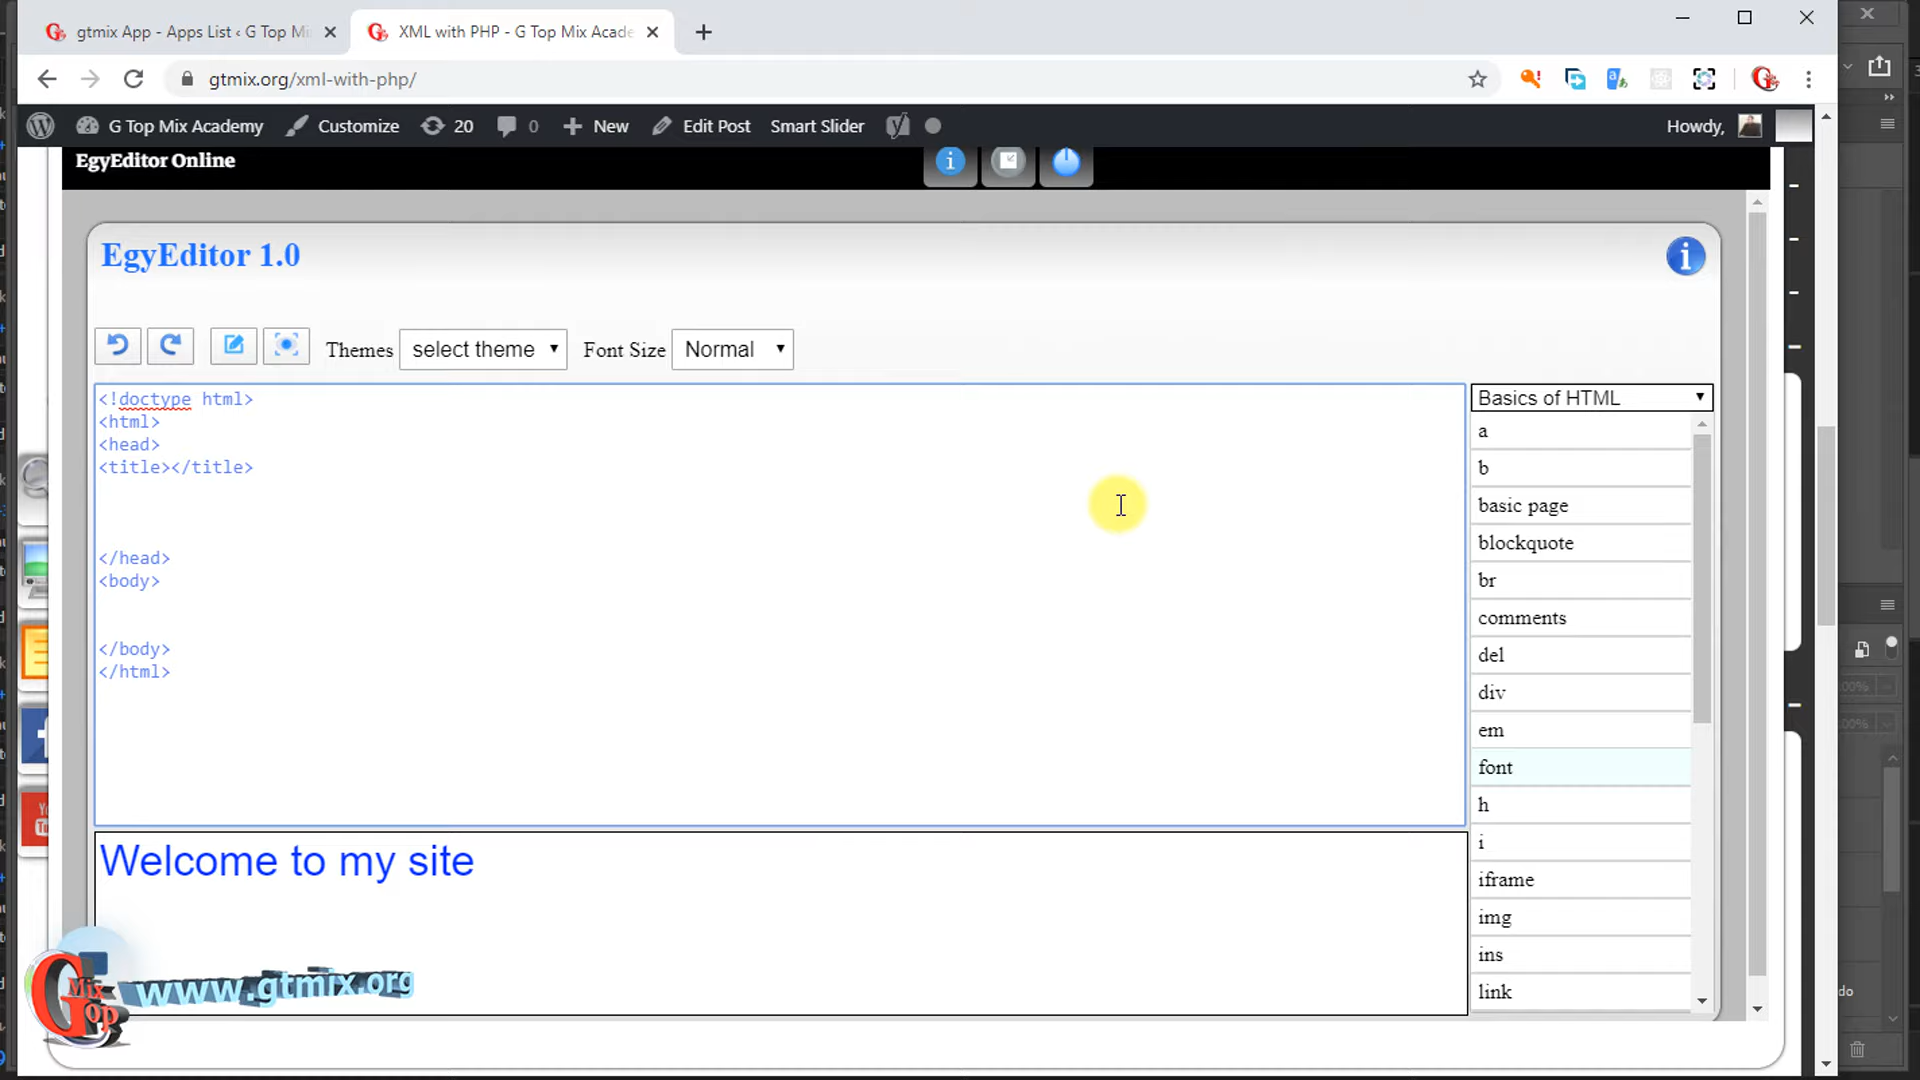 gtmix App - Apps List ‹ G Top Mi
XML with PHP - G Top Mix Acade
gtmix.org/xml-with-php/
G Top Mix Academy
Customize
20
0
New
Edit Post
Smart Slider
Howdy,
EgyEditor Online
EgyEditor 1.0
Themes
select theme
Font Size
Normal
<!doctype html>
<html>
<head>
<title></title>
</head>
<body>
</body>
</html>
Basics of HTML
a
b
basic page
blockquote
br
comments
del
div
em
font
h
i
iframe
img
ins
link
Welcome to my site
G Mix Top
www.gtmix.org